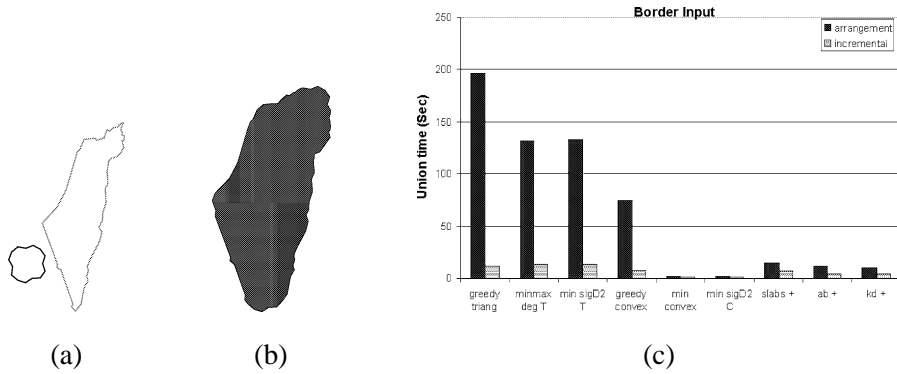 Border Input
arrangement
incremental
Union time (Sec)
250
200
150
100
50
0
greedy triang
minmax deg T
min sigD2 T
greedy convex
min convex
min sigD2 C
slabs +
ab +
kd +
(a)
(b)
(c)